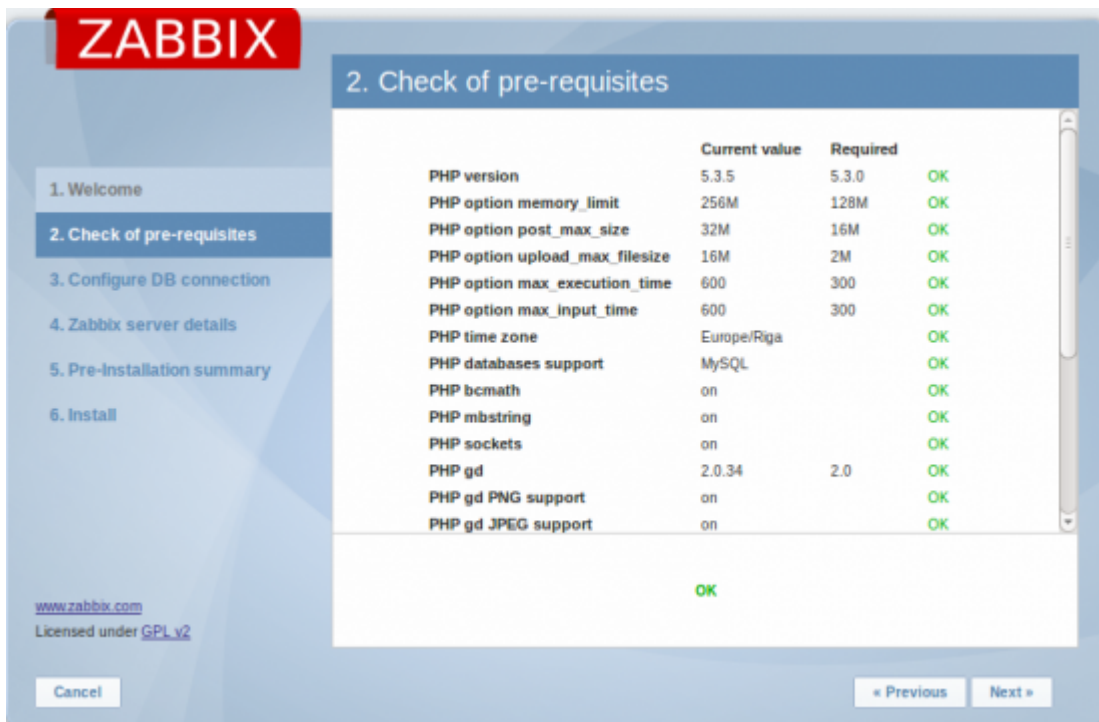 ZABBIX
2. Check of pre-requisites
1. Welcome
2. Check of pre-requisites
3. Configure DB connection
4. Zabbix server details
5. Pre-Installation summary
6. Install
Current value Required
PHP version 5.3.5 5.3.0 OK
PHP option memory_limit 256M 128M OK
PHP option post_max_size 32M 16M OK
PHP option upload_max_filesize 16M 2M OK
PHP option max_execution_time 600 300 OK
PHP option max_input_time 600 300 OK
PHP time zone Europe/Riga OK
PHP databases support MySQL OK
PHP bcmath on OK
PHP mbstring on OK
PHP sockets on OK
PHP gd 2.0.34 2.0 OK
PHP gd PNG support on OK
PHP gd JPEG support on OK
OK
www.zabbix.com
Licensed under GPL v2
Cancel
« Previous
Next »